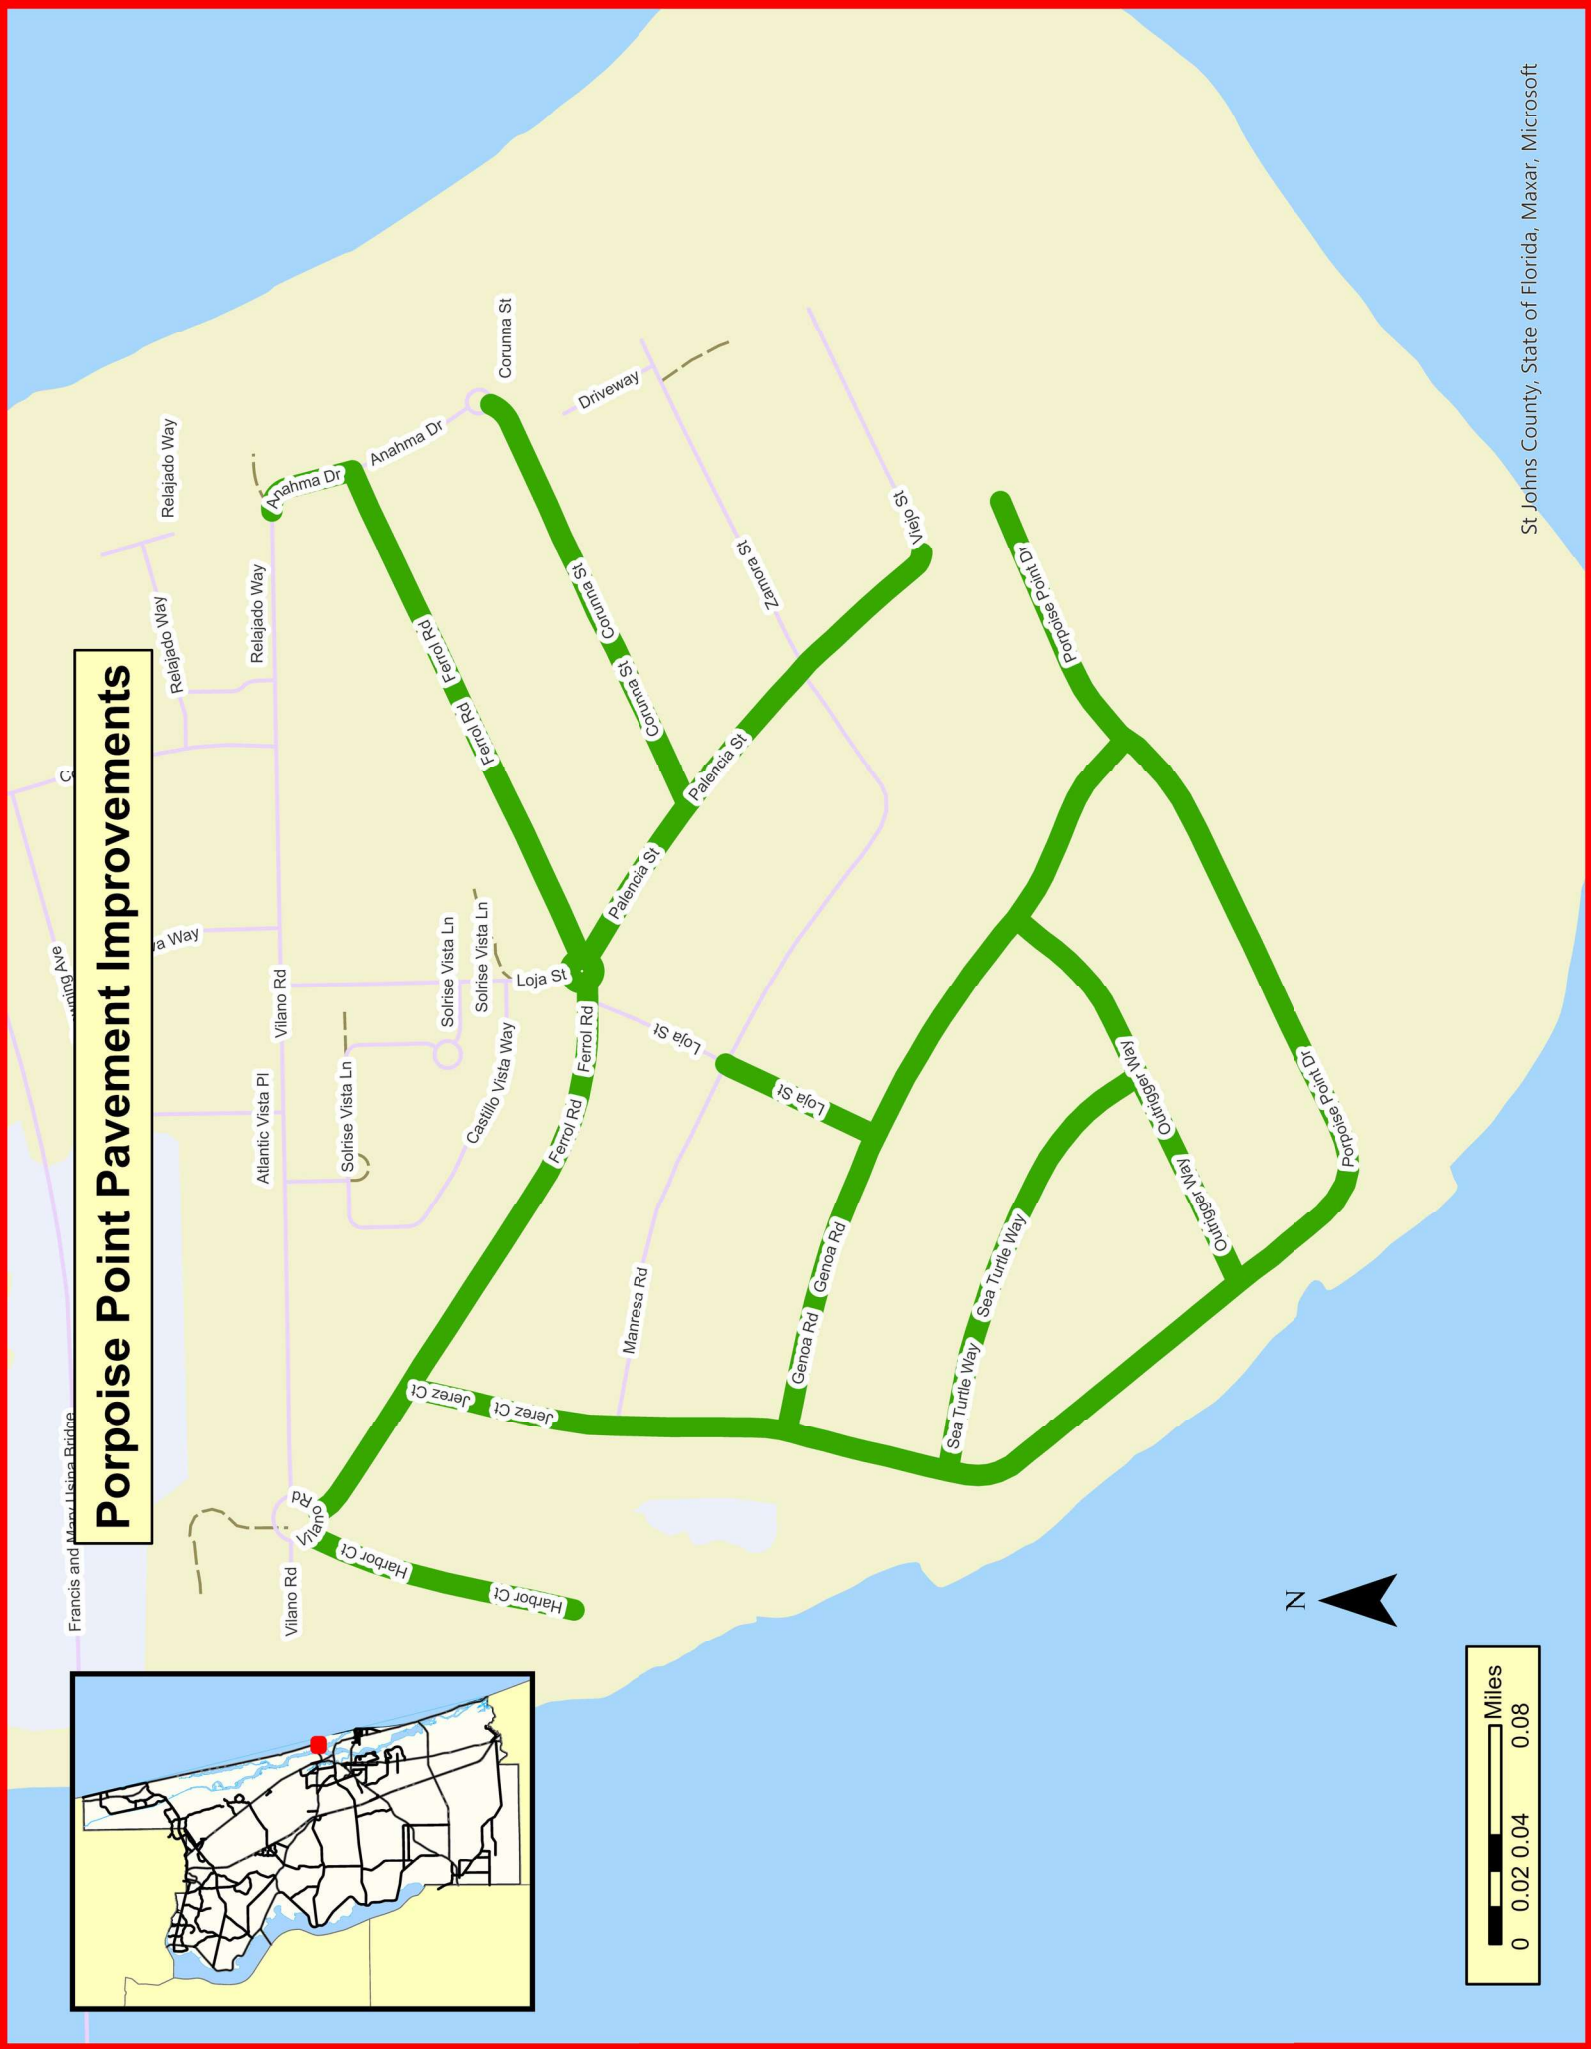 Porpoise Point Pavement Improvements
Francis and Mary Usina Bridge
Vilano Rd
Vilano Rd
Vilano Rd
Atlantic Vista Pl
Relajado Way
Relajado Way
Relajado Way
Anahma Dr
Anahma Dr
Corunna St
Corunna St
Corunna St
Driveway
Solrise Vista Ln
Solrise Vista Ln
Solrise Vista Ln
Castillo Vista Way
Loja St
Loja St
Loja St
Ferrol Rd
Ferrol Rd
Ferrol Rd
Ferrol Rd
Palencia St
Palencia St
Zamora St
Viejo St
Harbor Ct
Harbor Ct
Jerez Ct
Jerez Ct
Manresa Rd
Genoa Rd
Genoa Rd
Sea Turtle Way
Sea Turtle Way
Outrigger Way
Outrigger Way
Porpoise Point Dr
Porpoise Point Dr
N
Miles
0 0.02 0.04 0.08
St Johns County, State of Florida, Maxar, Microsoft